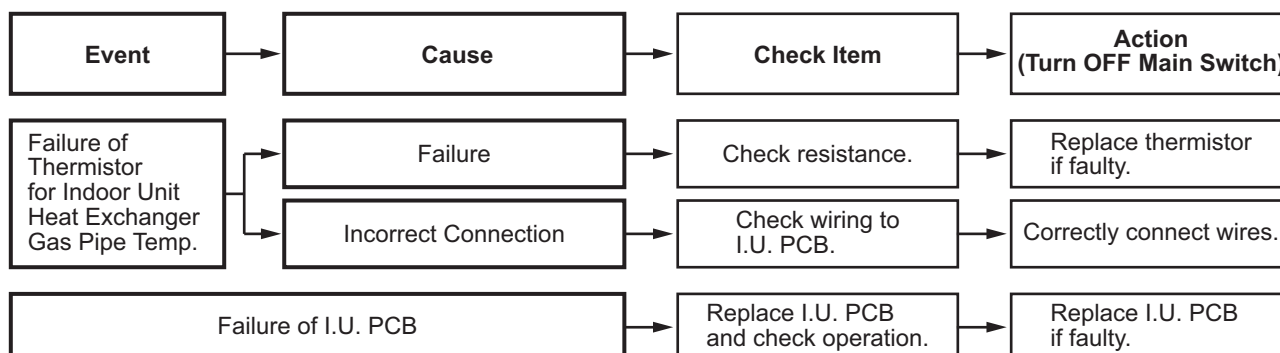 Event
Cause
Check Item
Action
(Turn OFF Main Switch)
Failure of
Thermistor
for Indoor Unit
Heat Exchanger
Gas Pipe Temp.
Failure
Check resistance.
Replace thermistor
if faulty.
Incorrect Connection
Check wiring to
I.U. PCB.
Correctly connect wires.
Failure of I.U. PCB
Replace I.U. PCB
and check operation.
Replace I.U. PCB
if faulty.